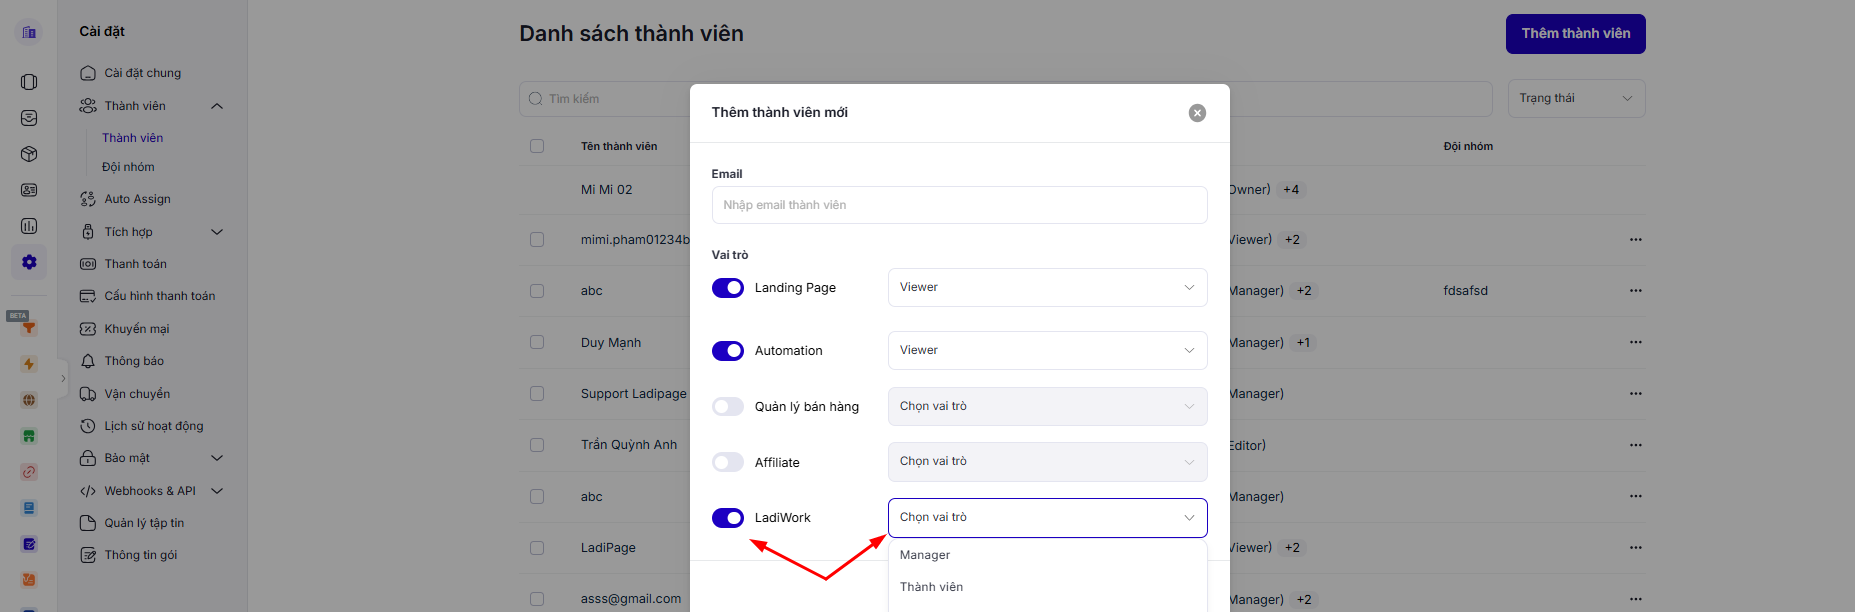 Cài đặt
Cài đặt chung
Thành viên
Thành viên
Đội nhóm
Auto Assign
Tích hợp
Thanh toán
Cấu hình thanh toán
BETA
Khuyến mại
Thông báo
Vận chuyển
Lịch sử hoạt động
Bảo mật
Webhooks & API
Quản lý tập tin
Thông tin gói
Danh sách thành viên
Thêm thành viên
Tìm kiếm
Trạng thái
Tên thành viên
Đội nhóm
Mi Mi 02
Owner) +4
mimi.pham01234b
Viewer) +2
abc
Manager) +2
fdsafsd
Duy Mạnh
Manager) +1
Support Ladipage
Manager)
Trần Quỳnh Anh
Editor)
abc
Manager)
LadiPage
Viewer) +2
asss@gmail.com
Manager) +2
Thêm thành viên mới
Email
Nhập email thành viên
Vai trò
Landing Page
Viewer
Automation
Viewer
Quản lý bán hàng
Chọn vai trò
Affiliate
Chọn vai trò
LadiWork
Chọn vai trò
Manager
Thành viên